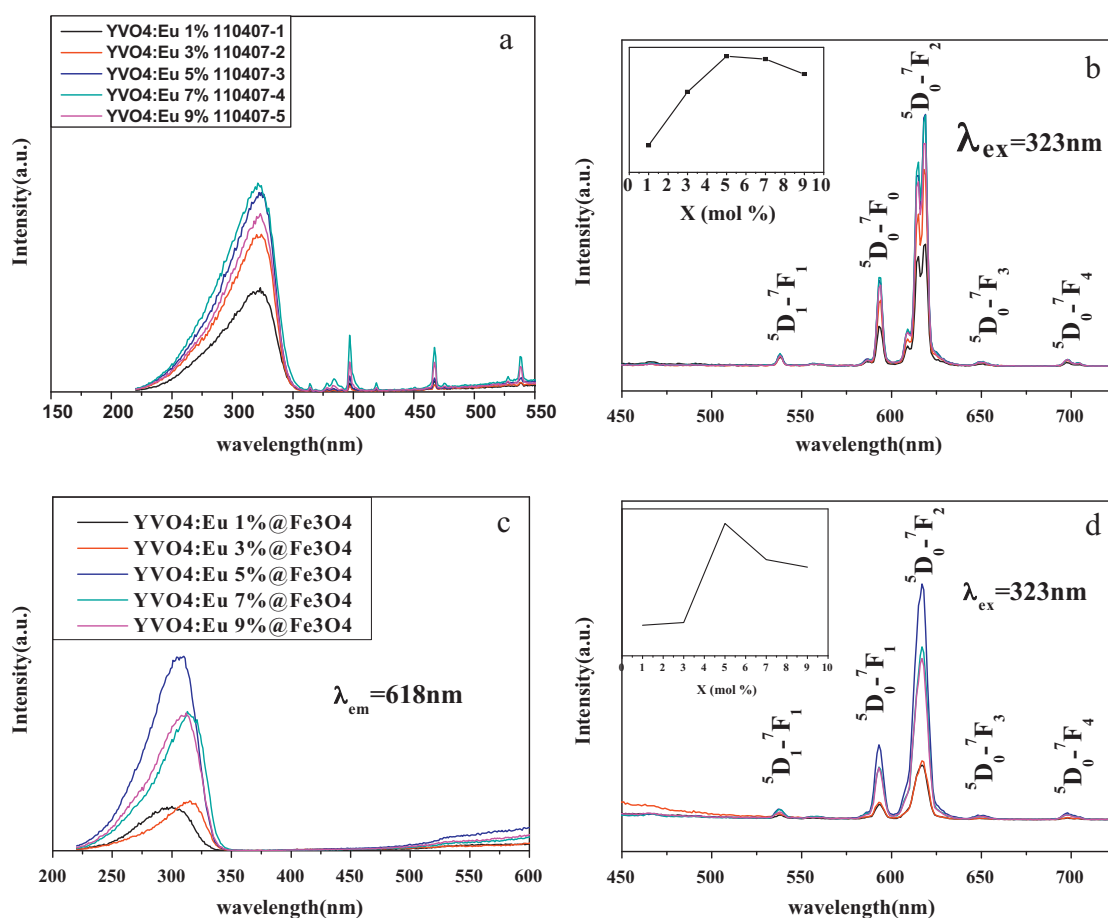 YVO4:Eu 1% 110407-1
YVO4:Eu 3% 110407-2
YVO4:Eu 5% 110407-3
YVO4:Eu 7% 110407-4
YVO4:Eu 9% 110407-5
a
Intensity(a.u.)
150 200 250 300 350 400 450 500 550
wavelength(nm)
b
0 1 2 3 4 5 6 7 8 9 10
X (mol %)
λex=323nm
⁵D₁-⁷F₁
⁵D₀-⁷F₀
⁵D₀-⁷F₂
⁵D₀-⁷F₃
⁵D₀-⁷F₄
Intensity(a.u.)
450 500 550 600 650 700
wavelength(nm)
c
YVO4:Eu 1%@Fe3O4
YVO4:Eu 3%@Fe3O4
YVO4:Eu 5%@Fe3O4
YVO4:Eu 7%@Fe3O4
YVO4:Eu 9%@Fe3O4
λem=618nm
Intensity(a.u.)
200 250 300 350 400 450 500 550 600
wavelength(nm)
d
0 1 2 3 4 5 6 7 8 9 10
X (mol %)
λex=323nm
⁵D₁-⁷F₁
⁵D₀-⁷F₁
⁵D₀-⁷F₂
⁵D₀-⁷F₃
⁵D₀-⁷F₄
Intensity(a.u.)
450 500 550 600 650 700
wavelength(nm)